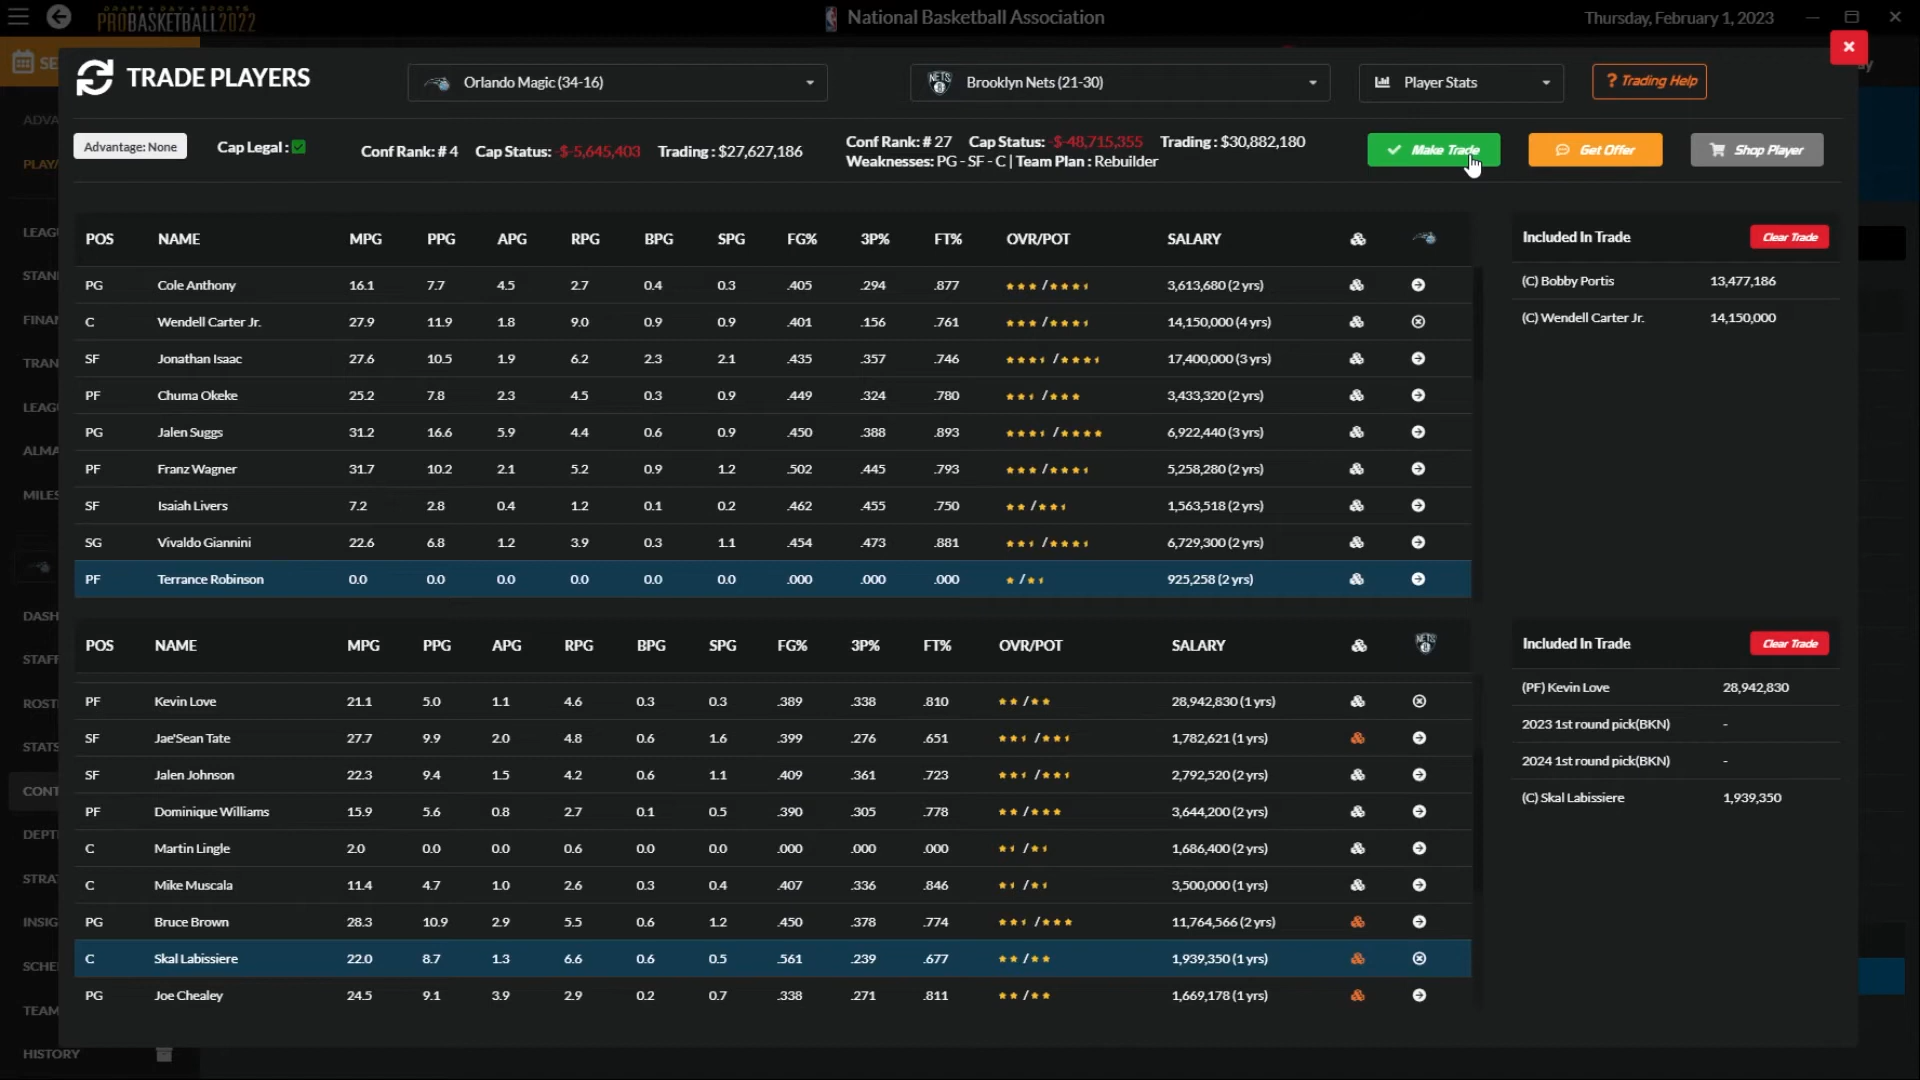 DRAFT DAY SPORTS
PROBASKETBALL2022
National Basketball Association
Thursday, February 1, 2023
SE
TRADE PLAYERS
Orlando Magic (34-16)
NETS
Brooklyn Nets (21-30)
Player Stats
? Trading Help
ay
ADVA
Advantage: None
Cap Legal :
Conf Rank: # 4 Cap Status: -$-5,645,403 Trading : $27,627,186
Conf Rank: # 27 Cap Status: -$-48,715,355 Trading : $30,882,180
Weaknesses: PG - SF - C | Team Plan : Rebuilder
Make Trade
Get Offer
Shop Player
PLAY
LEAG
STAN
FINAN
TRAN
LEAG
ALMA
MILES
POS NAME MPG PPG APG RPG BPG SPG FG% 3P% FT% OVR/POT SALARY
PG Cole Anthony 16.1 7.7 4.5 2.7 0.4 0.3 .405 .294 .877 / 3,613,680 (2 yrs)
C Wendell Carter Jr. 27.9 11.9 1.8 9.0 0.9 0.9 .401 .156 .761 / 14,150,000 (4 yrs)
SF Jonathan Isaac 27.6 10.5 1.9 6.2 2.3 2.1 .435 .357 .746 / 17,400,000 (3 yrs)
PF Chuma Okeke 25.2 7.8 2.3 4.5 0.3 0.9 .449 .324 .780 / 3,433,320 (2 yrs)
PG Jalen Suggs 31.2 16.6 5.9 4.4 0.6 0.9 .450 .388 .893 / 6,922,440 (3 yrs)
PF Franz Wagner 31.7 10.2 2.1 5.2 0.9 1.2 .502 .445 .793 / 5,258,280 (2 yrs)
SF Isaiah Livers 7.2 2.8 0.4 1.2 0.1 0.2 .462 .455 .750 / 1,563,518 (2 yrs)
SG Vivaldo Giannini 22.6 6.8 1.2 3.9 0.3 1.1 .454 .473 .881 / 6,729,300 (2 yrs)
PF Terrance Robinson 0.0 0.0 0.0 0.0 0.0 0.0 .000 .000 .000 / 925,258 (2 yrs)
Included In Trade
Clear Trade
(C) Bobby Portis 13,477,186
(C) Wendell Carter Jr. 14,150,000
DASH
STAFF
ROST
STATS
CONT
DEPT
STRA
INSIG
SCHE
TEAM
HISTORY
POS NAME MPG PPG APG RPG BPG SPG FG% 3P% FT% OVR/POT SALARY NETS
PF Kevin Love 21.1 5.0 1.1 4.6 0.3 0.3 .389 .338 .810 / 28,942,830 (1 yrs)
SF Jae'Sean Tate 27.7 9.9 2.0 4.8 0.6 1.6 .399 .276 .651 / 1,782,621 (1 yrs)
SF Jalen Johnson 22.3 9.4 1.5 4.2 0.6 1.1 .409 .361 .723 / 2,792,520 (2 yrs)
PF Dominique Williams 15.9 5.6 0.8 2.7 0.1 0.5 .390 .305 .778 / 3,644,200 (2 yrs)
C Martin Lingle 2.0 0.0 0.0 0.6 0.0 0.0 .000 .000 .000 / 1,686,400 (2 yrs)
C Mike Muscala 11.4 4.7 1.0 2.6 0.3 0.4 .407 .336 .846 / 3,500,000 (1 yrs)
PG Bruce Brown 28.3 10.9 2.9 5.5 0.6 1.2 .450 .378 .774 / 11,764,566 (2 yrs)
C Skal Labissiere 22.0 8.7 1.3 6.6 0.6 0.5 .561 .239 .677 / 1,939,350 (1 yrs)
PG Joe Chealey 24.5 9.1 3.9 2.9 0.2 0.7 .338 .271 .811 / 1,669,178 (1 yrs)
Included In Trade
Clear Trade
(PF) Kevin Love 28,942,830
2023 1st round pick(BKN) -
2024 1st round pick(BKN) -
(C) Skal Labissiere 1,939,350